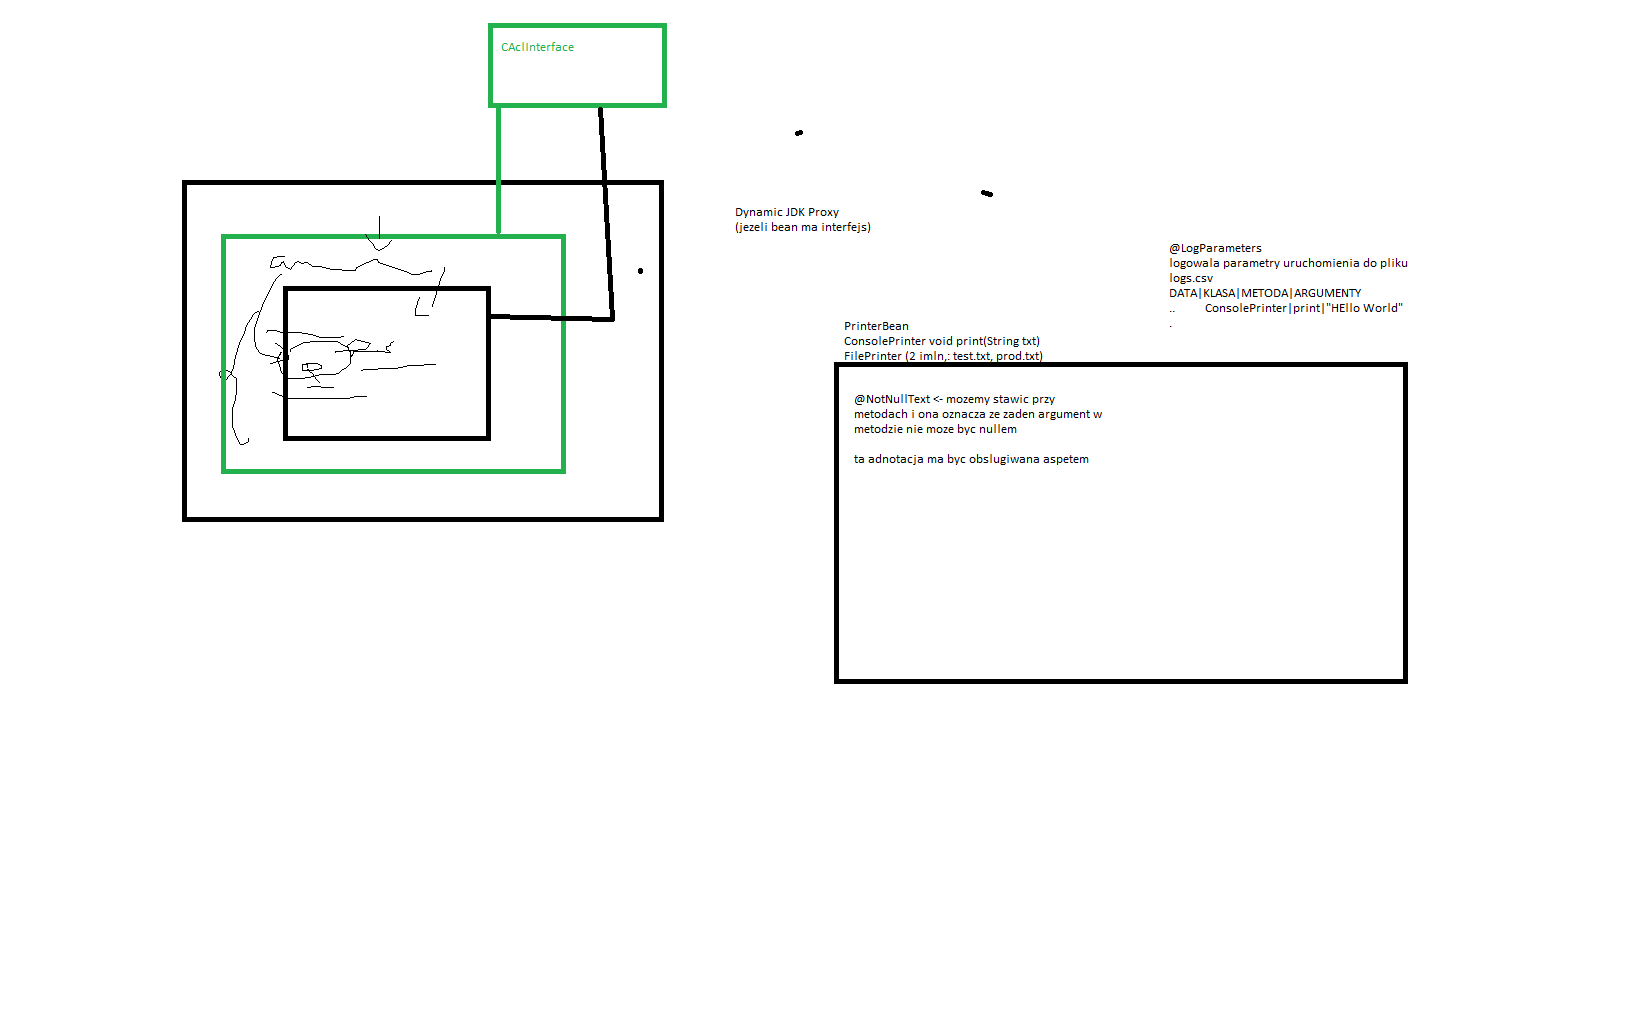 CAclInterface
Dynamic JDK Proxy
(jezeli bean ma interfejs)
@LogParameters
logowala parametry uruchomienia do pliku
logs.csv
DATA|KLASA|METODA|ARGUMENTY
.. ConsolePrinter|print|"HEllo World"
.
PrinterBean
ConsolePrinter void print(String txt)
FilePrinter (2 imln,: test.txt, prod.txt)
@NotNullText <- mozemy stawic przy
metodach i ona oznacza ze zaden argument w
metodzie nie moze byc nullem
ta adnotacja ma byc obslugiwana aspetem